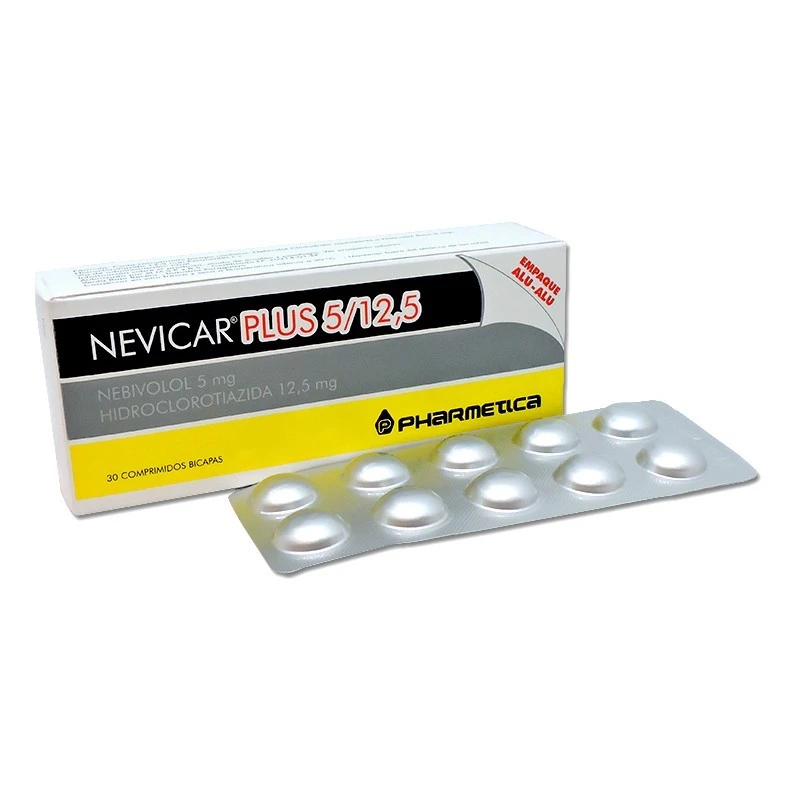 NEVICAR® PLUS 5/12,5
EMPAQUE
ALU-ALU
NEBIVOLOL 5 mg
HIDROCLOROTIAZIDA 12,5 mg
PHARMETICA
30 COMPRIMIDOS BICAPAS